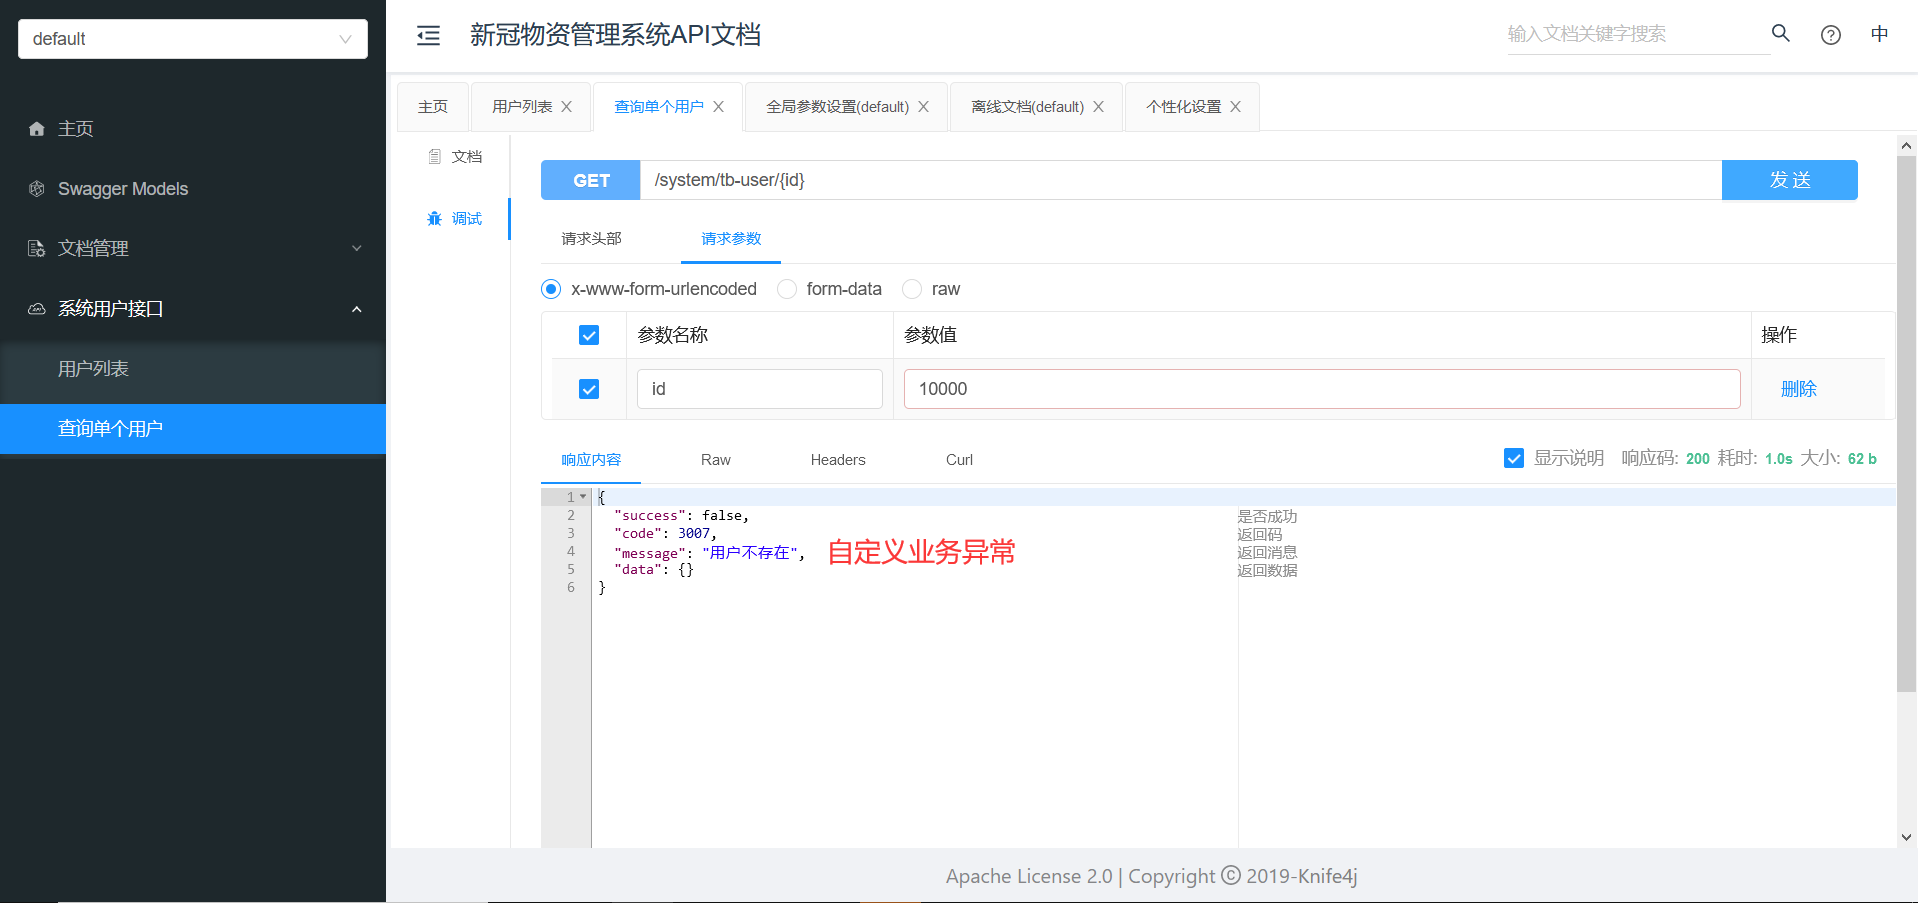 default
新冠物资管理系统API文档
输入文档关键字搜索
中
主页
Swagger Models
文档管理
系统用户接口
用户列表
查询单个用户
主页
用户列表
查询单个用户
全局参数设置(default)
离线文档(default)
个性化设置
文档
调试
GET
/system/tb-user/{id}
发 送
请求头部
请求参数
x-www-form-urlencoded
form-data
raw
参数名称
参数值
操作
id
10000
删除
响应内容
Raw
Headers
Curl
显示说明
响应码: 200 耗时: 1.0s 大小: 62 b
1 {
2 "success": false, 是否成功
3 "code": 3007, 返回码
4 "message": "用户不存在", 自定义业务异常 返回消息
5 "data": {} 返回数据
6 }
Apache License 2.0 | Copyright © 2019-Knife4j